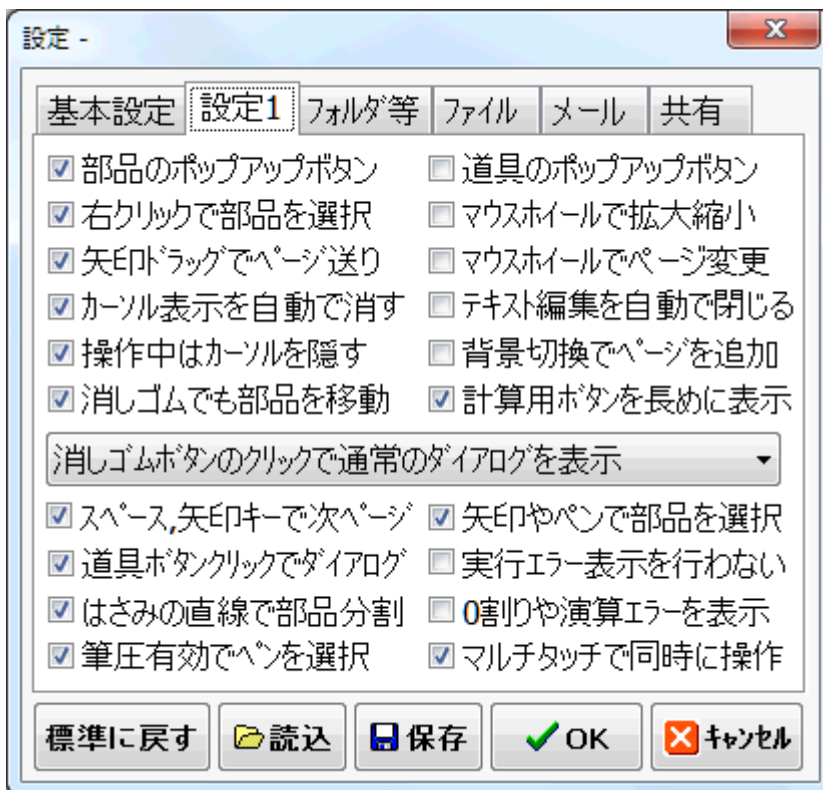 設定 -
基本設定 設定1 フォルダ等 ファイル メール 共有
部品のポップアップボタン 道具のポップアップボタン
右クリックで部品を選択 マウスホイールで拡大縮小
矢印ドラッグでページ送り マウスホイールでページ変更
カーソル表示を自動で消す テキスト編集を自動で閉じる
操作中はカーソルを隠す 背景切換でページを追加
消しゴムでも部品を移動 計算用ボタンを長めに表示
消しゴムボタンのクリックで通常のダイアログを表示
スペース,矢印キーで次ページ 矢印やペンで部品を選択
道具ボタンクリックでダイアログ 実行エラー表示を行わない
はさみの直線で部品分割 0割りや演算エラーを表示
筆圧有効でペンを選択 マルチタッチで同時に操作
標準に戻す 読込 保存 OK キャンセル